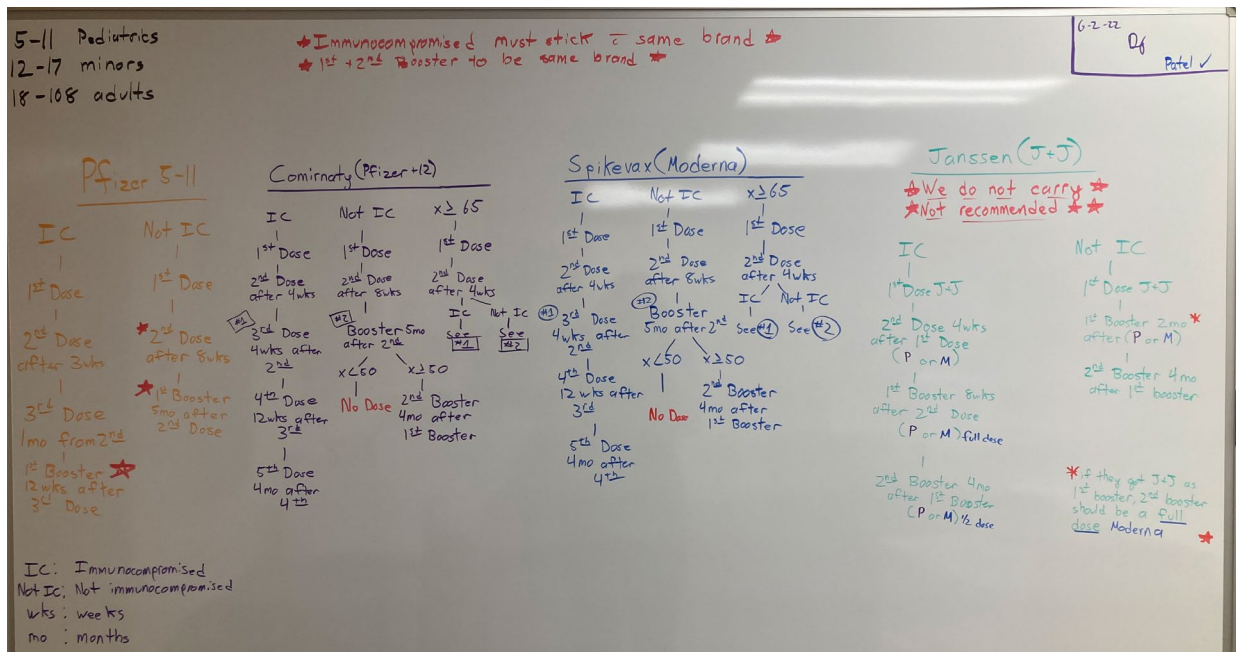 5-11 Pediatrics
12-17 minors
18-108 adults
★ Immunocompromised must stick c̄ same brand ★
★ 1st + 2nd Booster to be same brand ★
6-2-22
Patel ✓
Pfizer 5-11
IC
1st Dose
2nd Dose
after 3wks
3rd Dose
1mo from 2nd
1st Booster ★
12 wks after
3rd Dose
Not IC
1st Dose
★ 2nd Dose
after 8wks
★ 1st Booster
5mo after
2nd Dose
Comirnaty (Pfizer +12)
IC
1st Dose
2nd Dose
after 4wks
#1
3rd Dose
4wks after
2nd
4th Dose
12wks after
3rd
5th Dose
4mo after
4th
Not IC
1st Dose
2nd Dose
after 8wks
#2
Booster 5mo
after 2nd
x<50
No Dose
x≥50
2nd Booster
4mo after
1st Booster
x≥65
1st Dose
2nd Dose
after 4wks
Ic
See
#1
Not Ic
See
#2
Spikevax (Moderna)
IC
1st Dose
2nd Dose
after 4wks
#1
3rd Dose
4wks after
2nd
4th Dose
12 wks after
3rd
5th Dose
4mo after
4th
Not IC
1st Dose
2nd Dose
after 8wks
#2
Booster
5mo after 2nd
x<50
No Dose
x≥50
2nd Booster
4mo after
1st Booster
x≥65
1st Dose
2nd Dose
after 4wks
IC
See #1
Not IC
See #2
Janssen (J+J)
★ We do not carry ★
★ Not recommended ★ ★
IC
1st Dose J+J
2nd Dose 4wks
after 1st Dose
(P or M)
1st Booster 8wks
after 2nd Dose
(P or M) full dose
2nd Booster 4mo
after 1st Booster
(P or M) 1/2 dose
Not IC
1st Dose J+J
1st Booster 2mo *
after (P or M)
2nd Booster 4mo
after 1st booster
* if they got J+J as
1st booster, 2nd booster
should be a full
dose Moderna ★
IC: Immunocompromised
Not Ic: Not immunocompromised
wks: weeks
mo: months